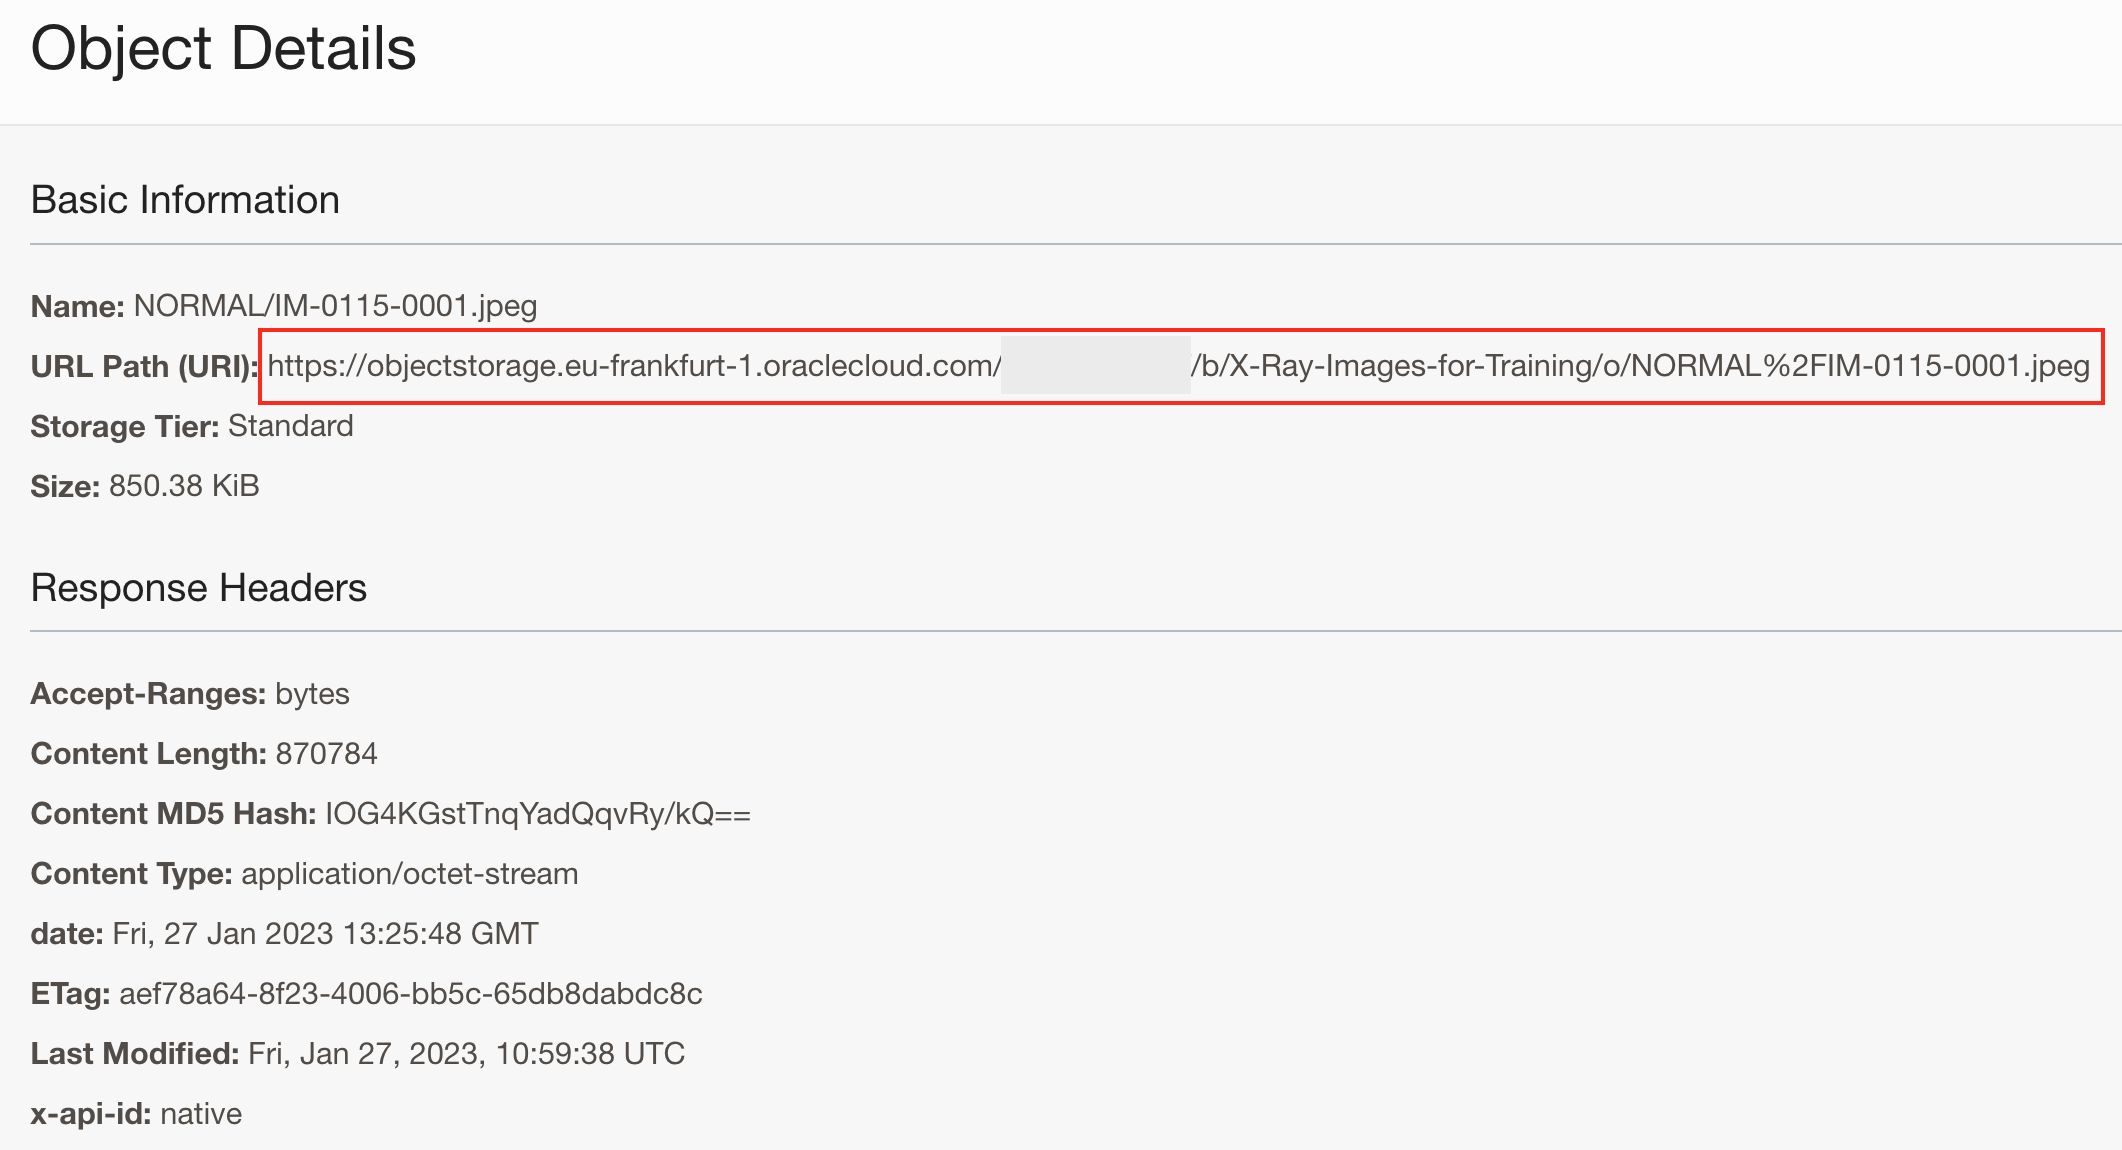 Object Details
Basic Information
Name: NORMAL/IM-0115-0001.jpeg
URL Path (URI): https://objectstorage.eu-frankfurt-1.oraclecloud.com/ /b/X-Ray-Images-for-Training/o/NORMAL%2FIM-0115-0001.jpeg
Storage Tier: Standard
Size: 850.38 KiB
Response Headers
Accept-Ranges: bytes
Content Length: 870784
Content MD5 Hash: IOG4KGstTnqYadQqvRy/kQ==
Content Type: application/octet-stream
date: Fri, 27 Jan 2023 13:25:48 GMT
ETag: aef78a64-8f23-4006-bb5c-65db8dabdc8c
Last Modified: Fri, Jan 27, 2023, 10:59:38 UTC
x-api-id: native